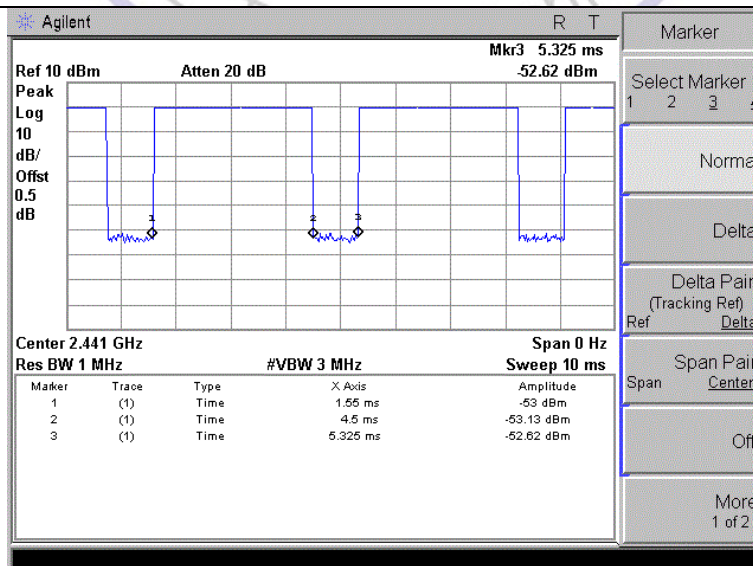 Agilent R T
Mkr3 5.325 ms
Ref 10 dBm Atten 20 dB -52.62 dBm
Peak
Log
10
dB/
Offst
0.5
dB
1
2
3
Center 2.441 GHz Span 0 Hz
Res BW 1 MHz #VBW 3 MHz Sweep 10 ms
Marker Trace Type X Axis Amplitude
1 (1) Time 1.55 ms -53 dBm
2 (1) Time 4.5 ms -53.13 dBm
3 (1) Time 5.325 ms -52.62 dBm
Marker
Select Marker
1 2 3
Norma
Delta
Delta Pair
(Tracking Ref)
Ref Delta
Span Pair
Span Center
Off
More
1 of 2